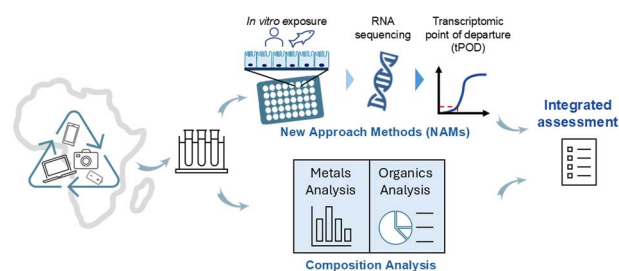 In vitro exposure
RNA
sequencing
Transcriptomic
point of departure
(tPOD)
New Approach Methods (NAMs)
Integrated
assessment
Metals
Analysis
Organics
Analysis
Composition Analysis